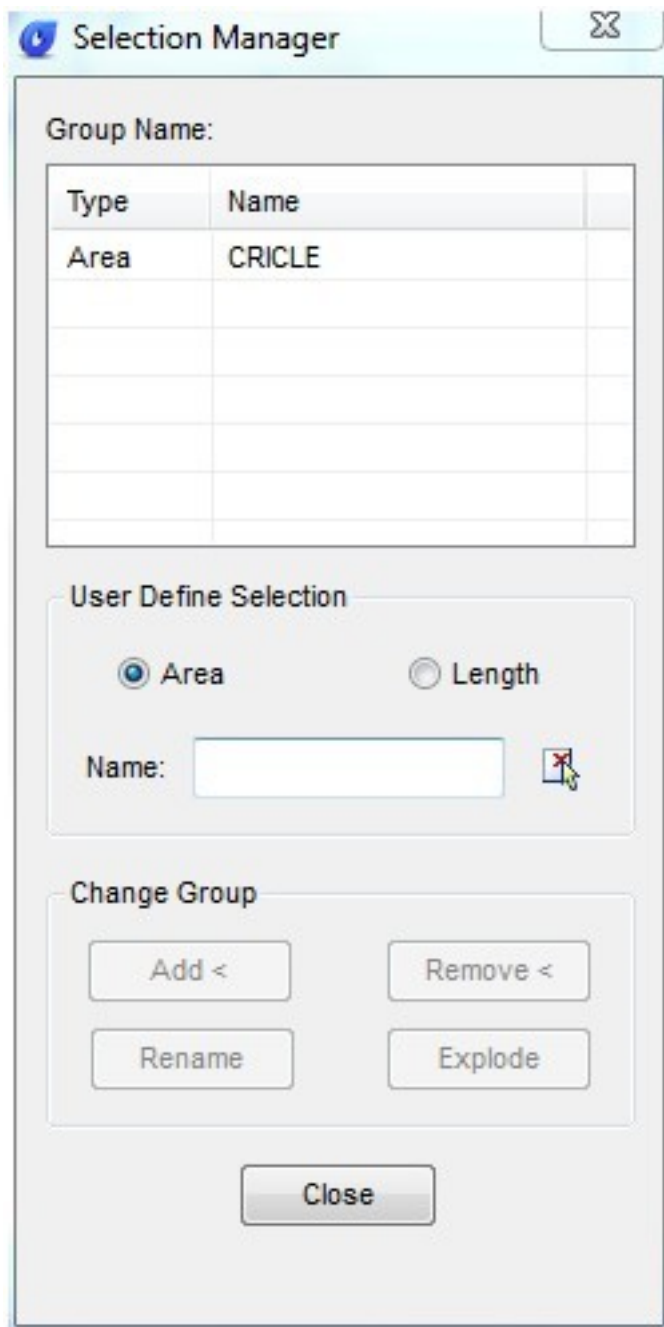 Selection Manager
Group Name:
Type Name
Area CRICLE
User Define Selection
Area Length
Name:
Change Group
Add < Remove <
Rename Explode
Close